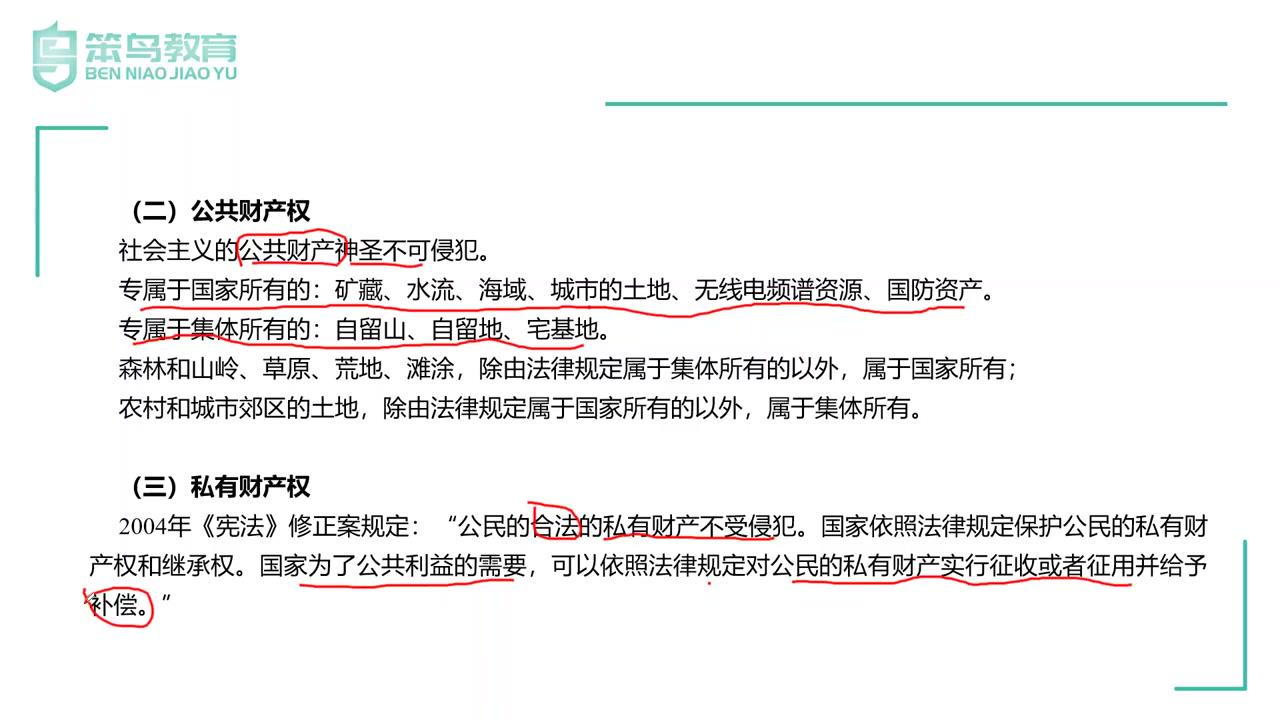 笨鸟教育
BEN NIAO JIAO YU
（二）公共财产权
社会主义的公共财产神圣不可侵犯。
专属于国家所有的：矿藏、水流、海域、城市的土地、无线电频谱资源、国防资产。
专属于集体所有的：自留山、自留地、宅基地。
森林和山岭、草原、荒地、滩涂，除由法律规定属于集体所有的以外，属于国家所有；
农村和城市郊区的土地，除由法律规定属于国家所有的以外，属于集体所有。
（三）私有财产权
2004年《宪法》修正案规定：“公民的合法的私有财产不受侵犯。国家依照法律规定保护公民的私有财
产权和继承权。国家为了公共利益的需要，可以依照法律规定对公民的私有财产实行征收或者征用并给予
补偿。”